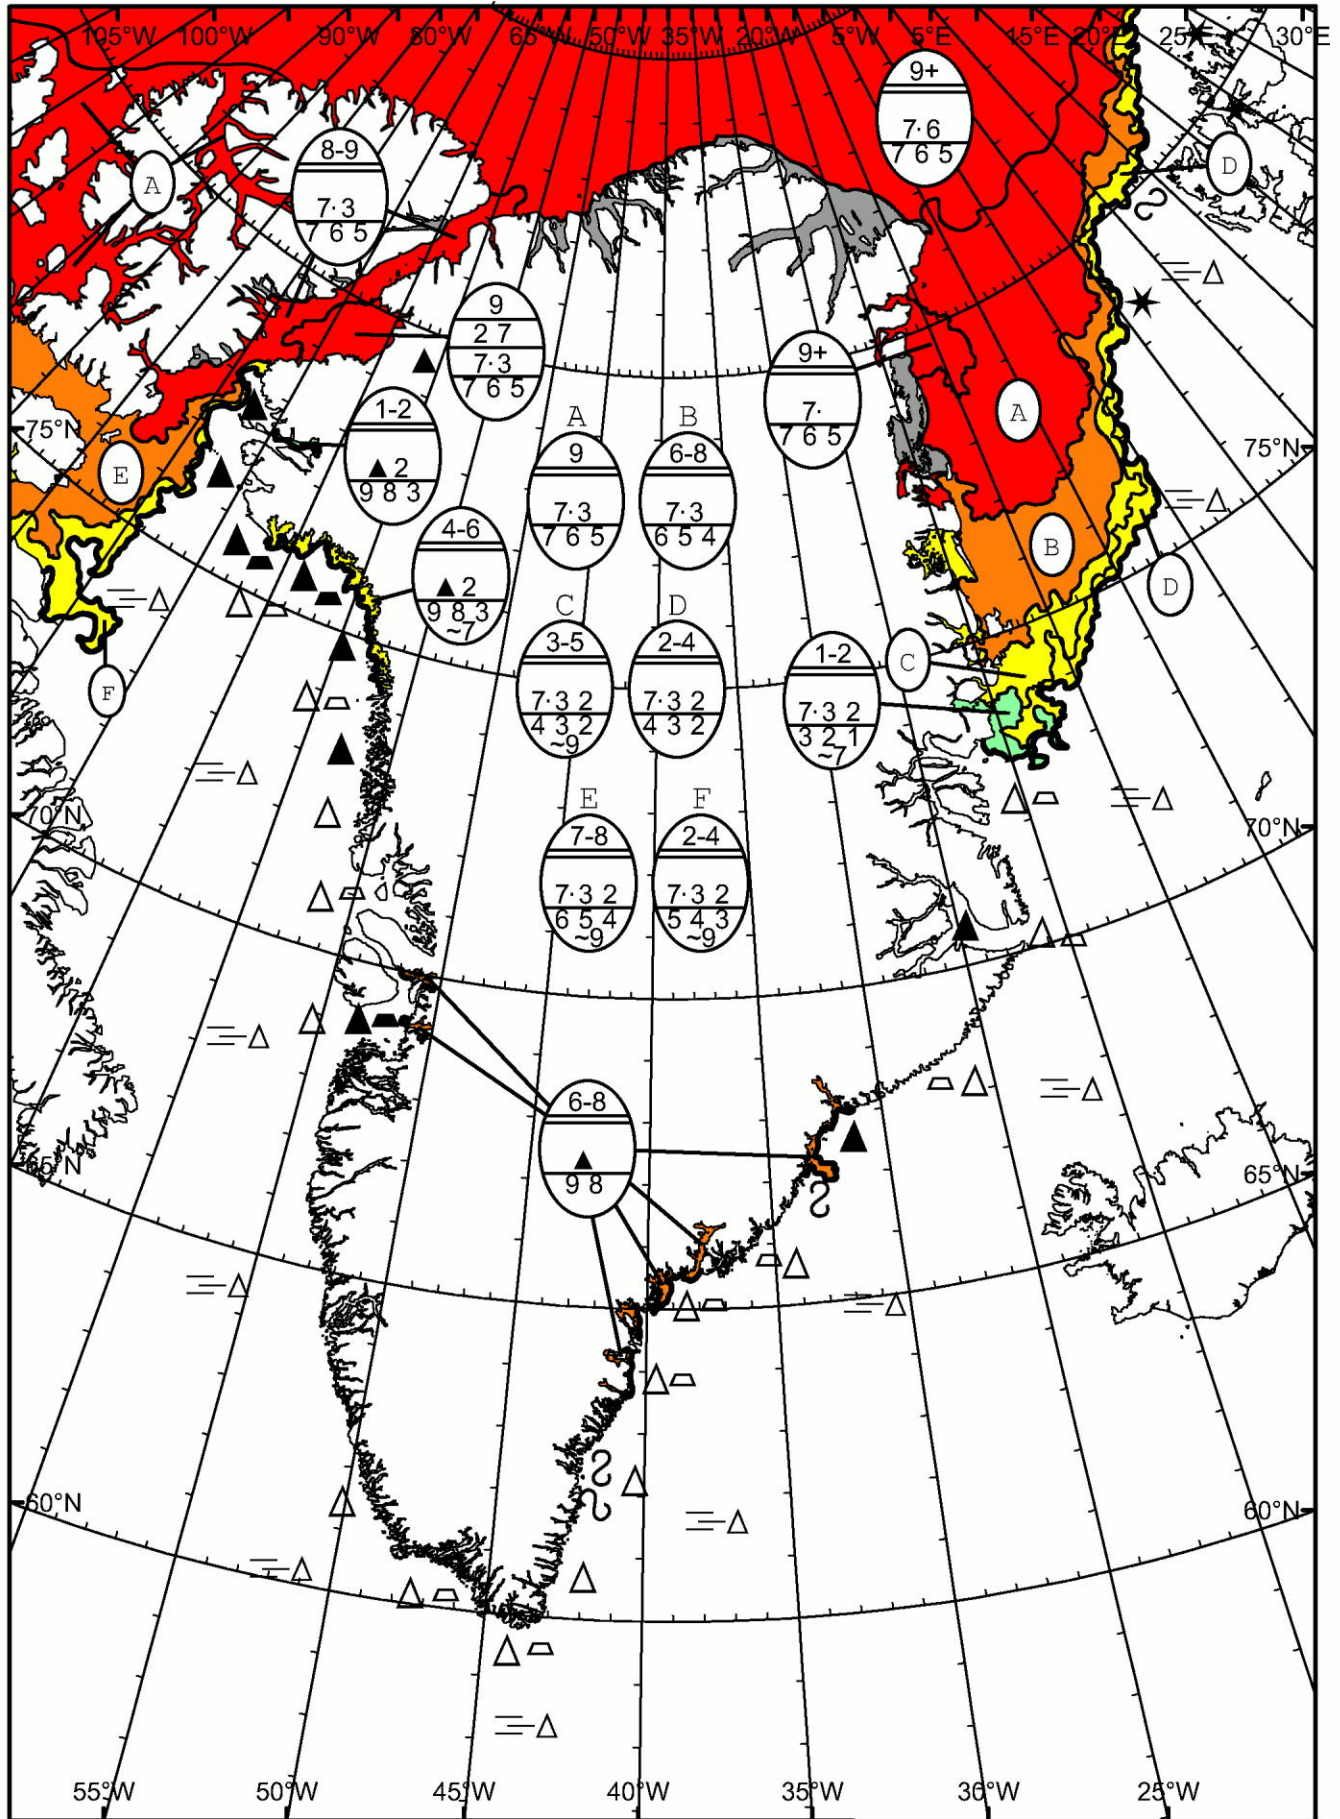 105°W 100°W 90°W 80°W 65°W 50°W 35°W 20°W 5°W 5°E 15°E 20°E 25°E 30°E
9+
7·6
7 6 5
D
A
8-9
7·3
7 6 5
9
2 7
7·3
7 6 5
9+
7·
7 6 5
1-2
▲ 2
9 8 3
A
9
7·3
7 6 5
B
6-8
7·3
6 5 4
A
75°N
75°N
E
B
4-6
▲ 2
9 8 3
~7
D
C
3-5
7·3 2
4 3 2
~9
D
2-4
7·3 2
4 3 2
C
1-2
7·3 2
3 2 1
~7
F
70°N
70°N
E
7-8
7·3 2
6 5 4
~9
F
2-4
7·3 2
5 4 3
~9
6-8
▲
9 8
65°N
65°N
60°N
60°N
55°W 50°W 45°W 40°W 35°W 30°W 25°W